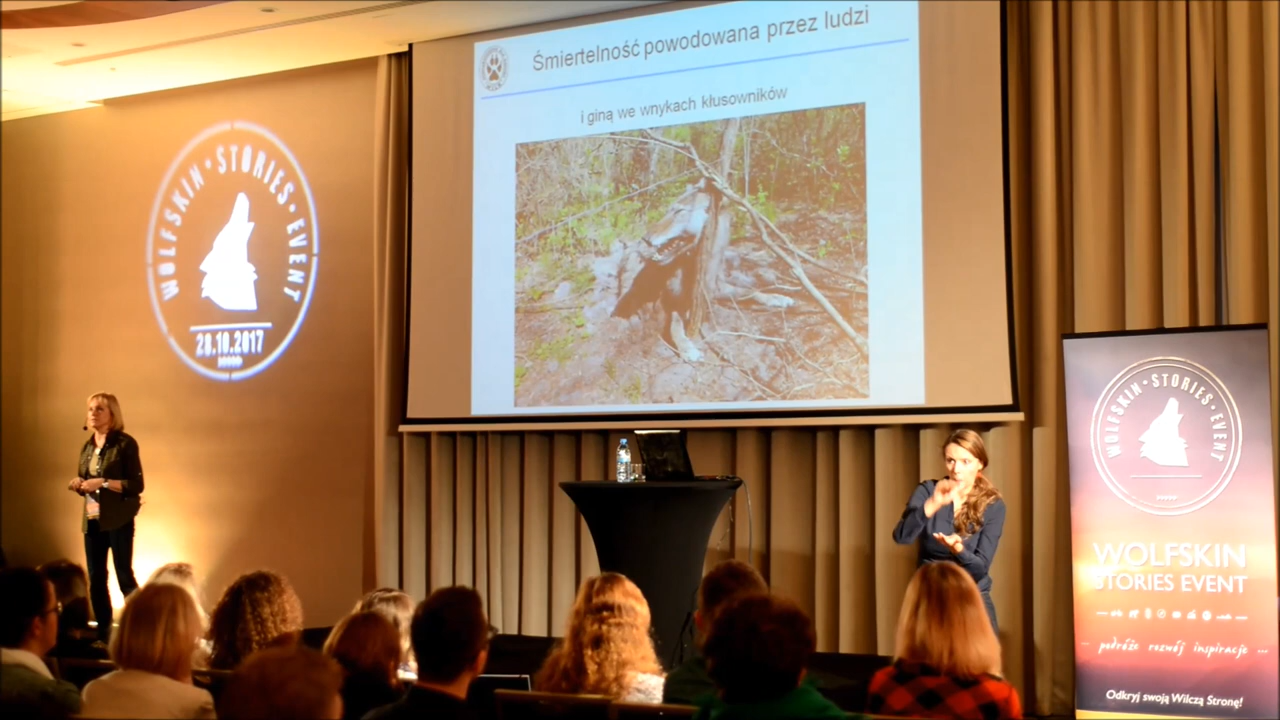 Śmiertelność powodowana przez ludzi
i giną we wnykach kłusowników
WOLFSKIN · STORIES · EVENT
28.10.2017
WOLFSKIN · STORIES · EVENT
WOLFSKIN
STORIES EVENT
podróże rozwój inspiracje ...
Odkryj swoją Wilczą Stronę!